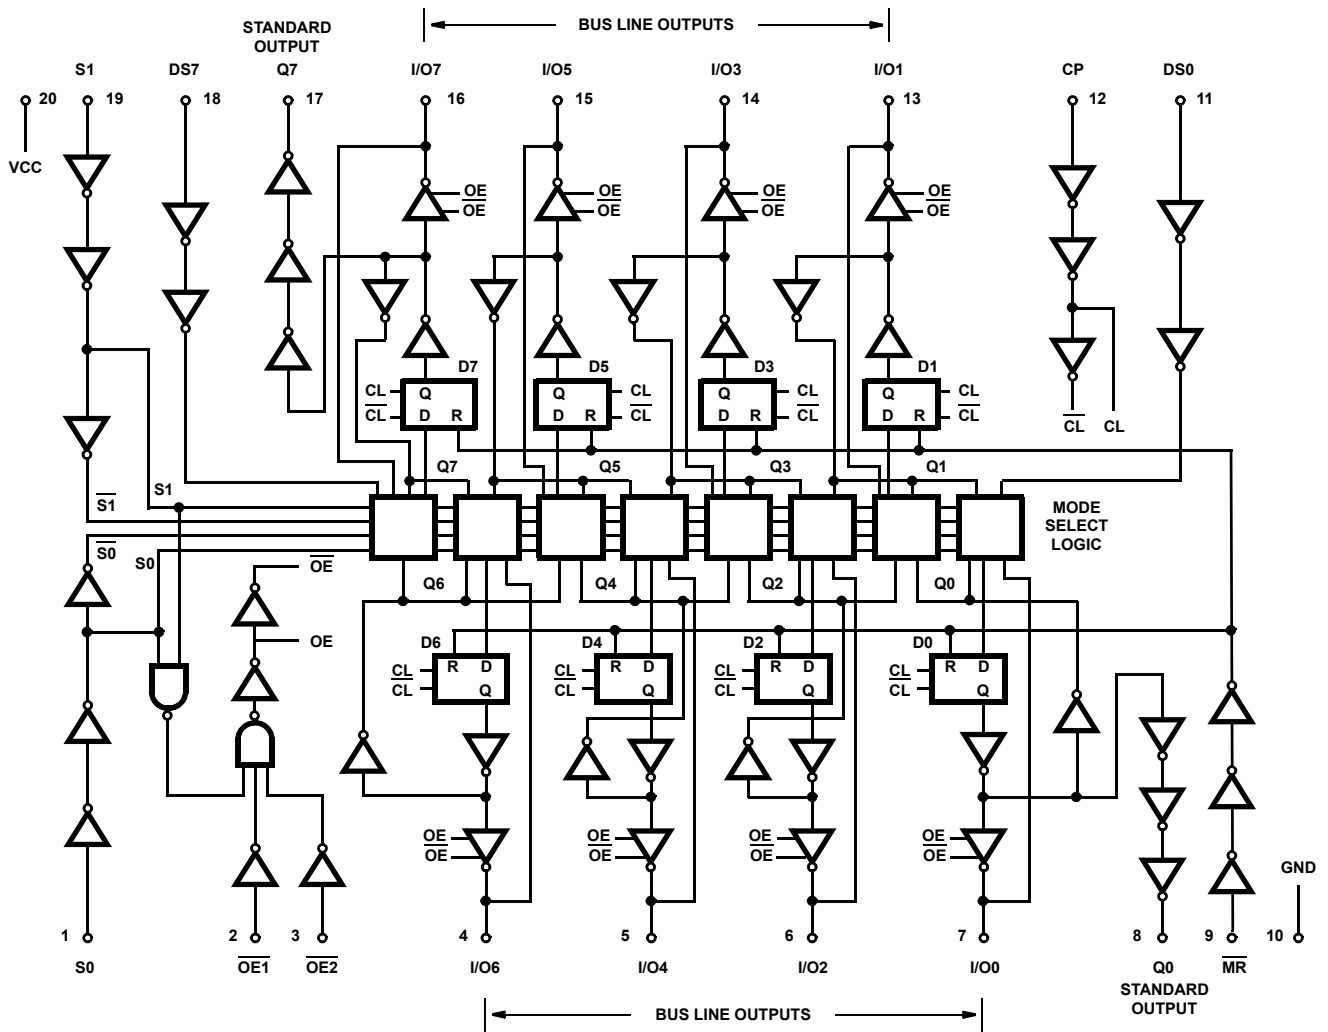 BUS LINE OUTPUTS
STANDARD
OUTPUT
S1 DS7 Q7 I/O7 I/O5 I/O3 I/O1 CP DS0
20 19 18 17 16 15 14 13 12 11
VCC
OE OE OE OE
OE OE OE OE
D7 D5 D3 D1
CL Q Q CL Q CL Q CL
CL D R D R CL D R CL D R CL
CL CL
Q7 Q5 Q3 Q1
S1
S1
MODE
SELECT
LOGIC
S0
S0
OE
Q6 Q4 Q2 Q0
OE
D6 D4 D2 D0
CL R D CL R D CL R D CL R D
CL Q CL Q CL Q CL Q
OE OE OE OE
OE OE OE OE
GND
1 2 3 4 5 6 7 8 9 10
S0 OE1 OE2 I/O6 I/O4 I/O2 I/O0 Q0 MR
STANDARD
OUTPUT
BUS LINE OUTPUTS